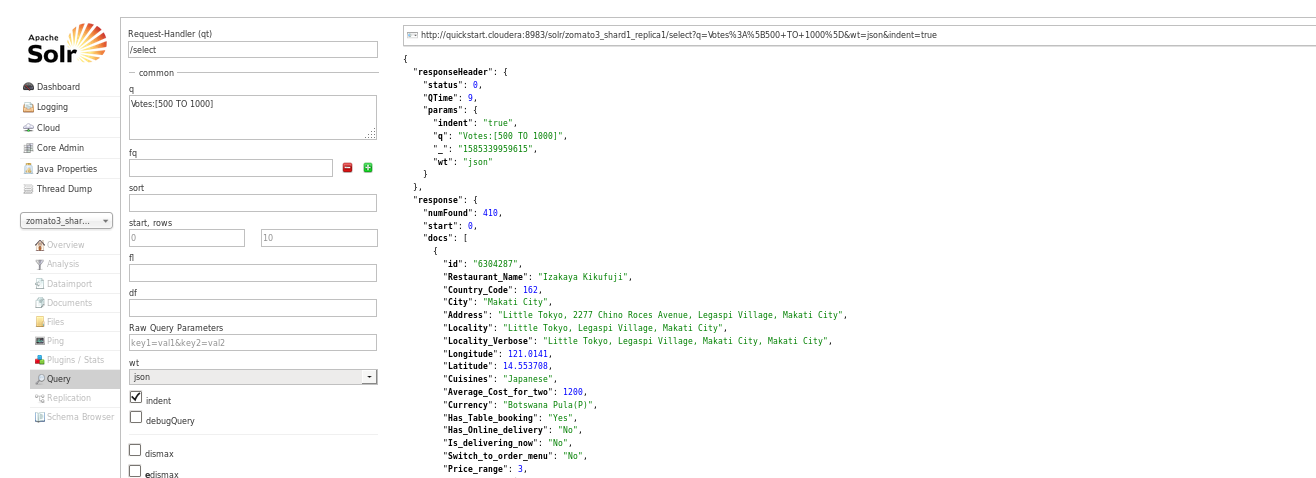 Apache
Solr
Dashboard
Logging
Cloud
Core Admin
Java Properties
Thread Dump
zomato3_shar...
Overview
Analysis
Dataimport
Documents
Files
Ping
Plugins / Stats
Query
Replication
Schema Browser
Request-Handler (qt)
/select
common
q
Votes:[500 TO 1000]
fq
sort
start, rows
0
10
fl
df
Raw Query Parameters
key1=val1&key2=val2
wt
json
indent
debugQuery
dismax
edismax
http://quickstart.cloudera:8983/solr/zomato3_shard1_replica1/select?q=Votes%3A%5B500+TO+1000%5D&wt=json&indent=true
{
"responseHeader": {
"status": 0,
"QTime": 9,
"params": {
"indent": "true",
"q": "Votes:[500 TO 1000]",
"_": "1585339959615",
"wt": "json"
}
},
"response": {
"numFound": 410,
"start": 0,
"docs": [
{
"id": "6304287",
"Restaurant_Name": "Izakaya Kikufuji",
"Country_Code": 162,
"City": "Makati City",
"Address": "Little Tokyo, 2277 Chino Roces Avenue, Legaspi Village, Makati City",
"Locality": "Little Tokyo, Legaspi Village, Makati City",
"Locality_Verbose": "Little Tokyo, Legaspi Village, Makati City, Makati City",
"Longitude": 121.0141,
"Latitude": 14.553708,
"Cuisines": "Japanese",
"Average_Cost_for_two": 1200,
"Currency": "Botswana Pula(P)",
"Has_Table_booking": "Yes",
"Has_Online_delivery": "No",
"Is_delivering_now": "No",
"Switch_to_order_menu": "No",
"Price_range": 3,